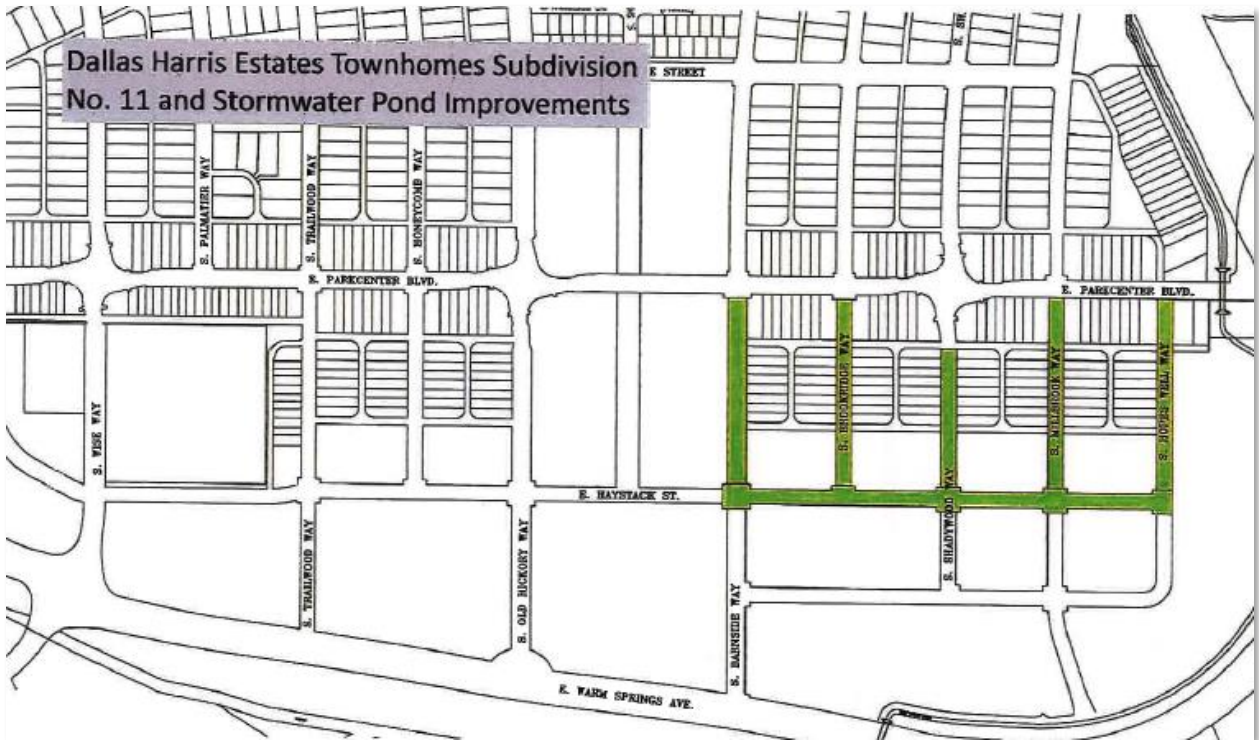 Dallas Harris Estates Townhomes Subdivision
No. 11 and Stormwater Pond Improvements
E STREET
S. PALMATIER WAY
S. TRAILWOOD WAY
S. HONEYCOMB WAY
E. PARKCENTER BLVD.
E. PARKCENTER BLVD.
S. WISE WAY
S. BROOKRIDGE WAY
S. MILLBROOK WAY
S. HOPES WELL WAY
E. HAYSTACK ST.
S. SHADYWOOD WAY
S. TRAILWOOD WAY
S. OLD HICKORY WAY
S. BARNSIDE WAY
E. WARM SPRINGS AVE.